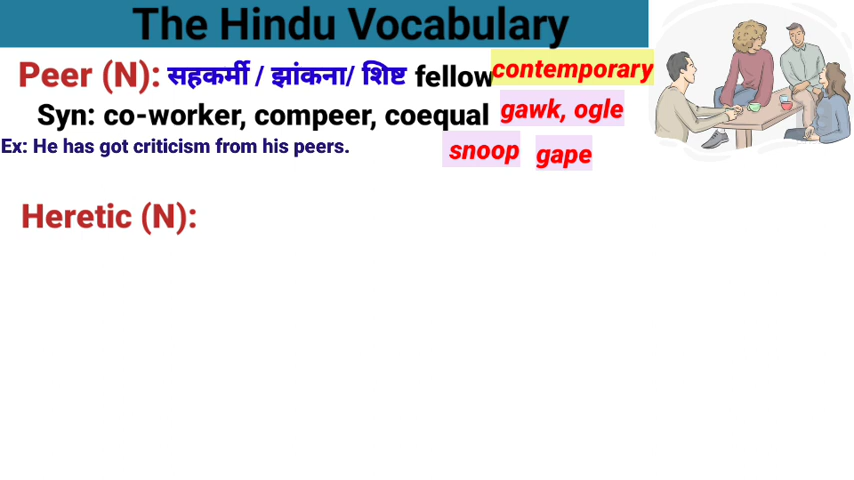 The Hindu Vocabulary
Peer (N): सहकर्मी / झांकना/ शिष्ट fellow contemporary
Syn: co-worker, compeer, coequal gawk, ogle
Ex: He has got criticism from his peers. snoop gape
Heretic (N):